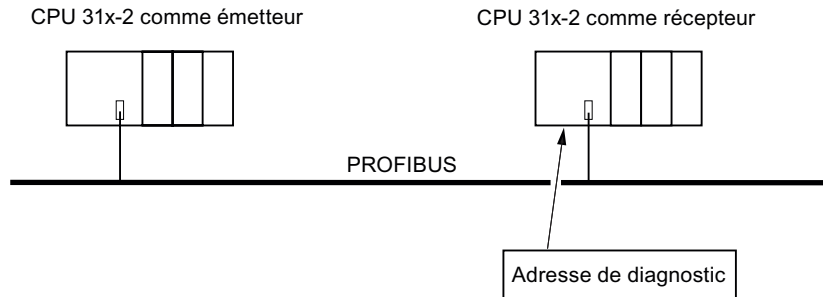 CPU 31x-2 comme émetteur
CPU 31x-2 comme récepteur
PROFIBUS
Adresse de diagnostic